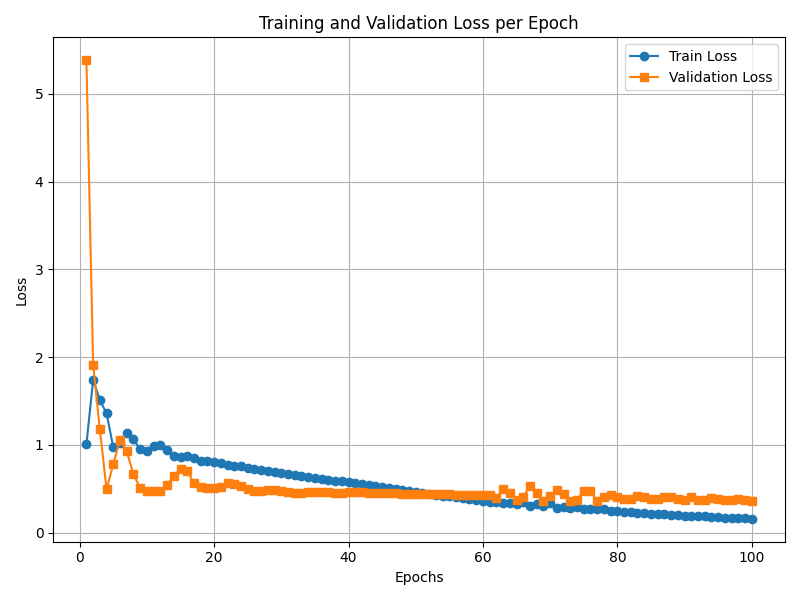 Training and Validation Loss per Epoch
Train Loss
Validation Loss
5
4
3
2
1
0
Loss
0 20 40 60 80 100
Epochs